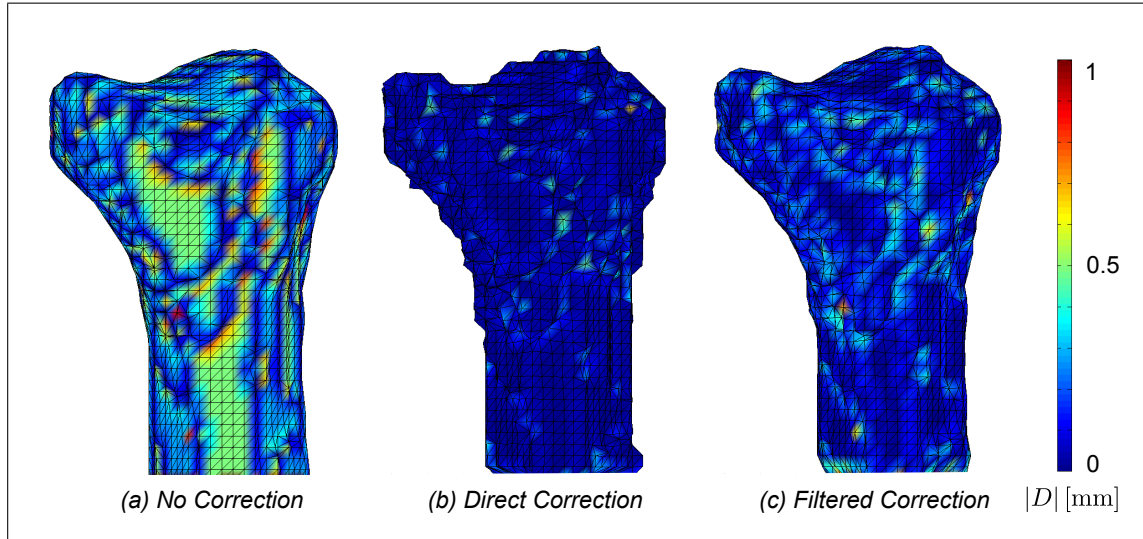 1
0.5
0
(a) No Correction
(b) Direct Correction
(c) Filtered Correction
|D| [mm]